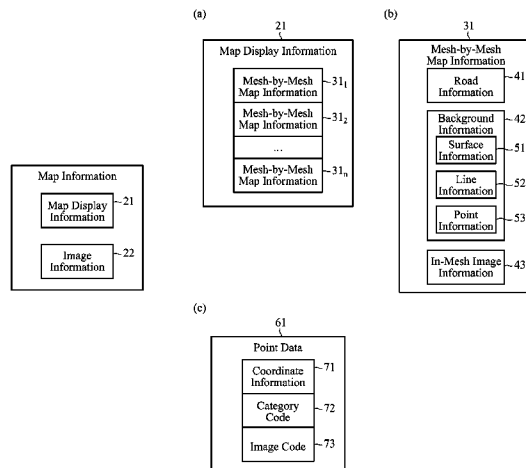 (a)
21
Map Display Information
Mesh-by-Mesh
Map Information
31₁
Mesh-by-Mesh
Map Information
31₂
...
Mesh-by-Mesh
Map Information
31ₙ
(b)
31
Mesh-by-Mesh
Map Information
Road
Information
41
Background
Information
42
Surface
Information
51
Line
Information
52
Point
Information
53
In-Mesh Image
Information
43
Map Information
Map Display
Information
21
Image
Information
22
(c)
61
Point Data
Coordinate
Information
71
Category
Code
72
Image Code
73